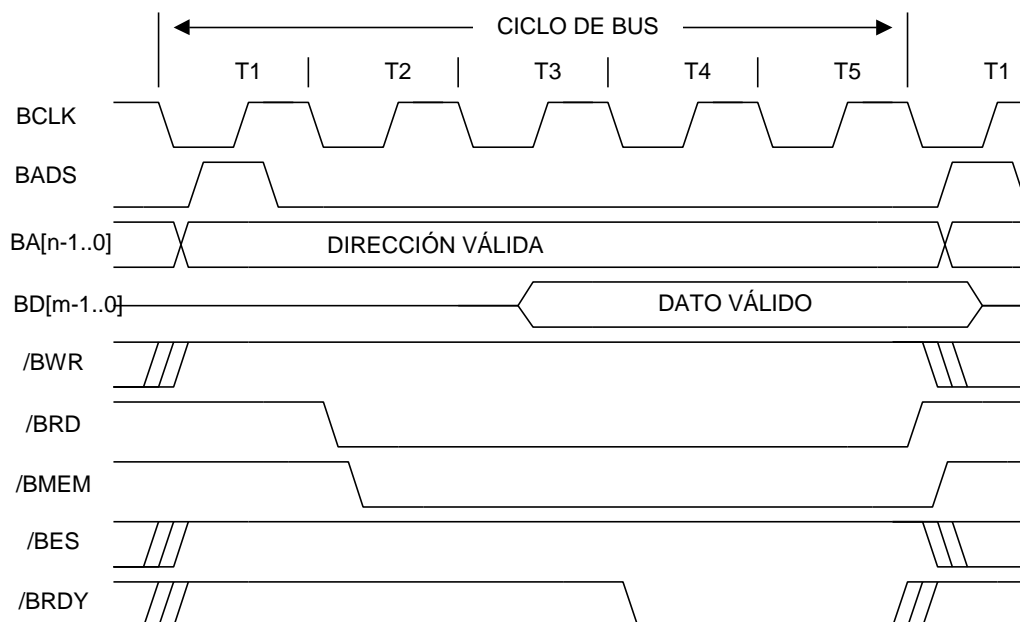 CICLO DE BUS
T1 T2 T3 T4 T5 T1
BCLK
BADS
BA[n-1..0] DIRECCIÓN VÁLIDA
BD[m-1..0] DATO VÁLIDO
/BWR
/BRD
/BMEM
/BES
/BRDY